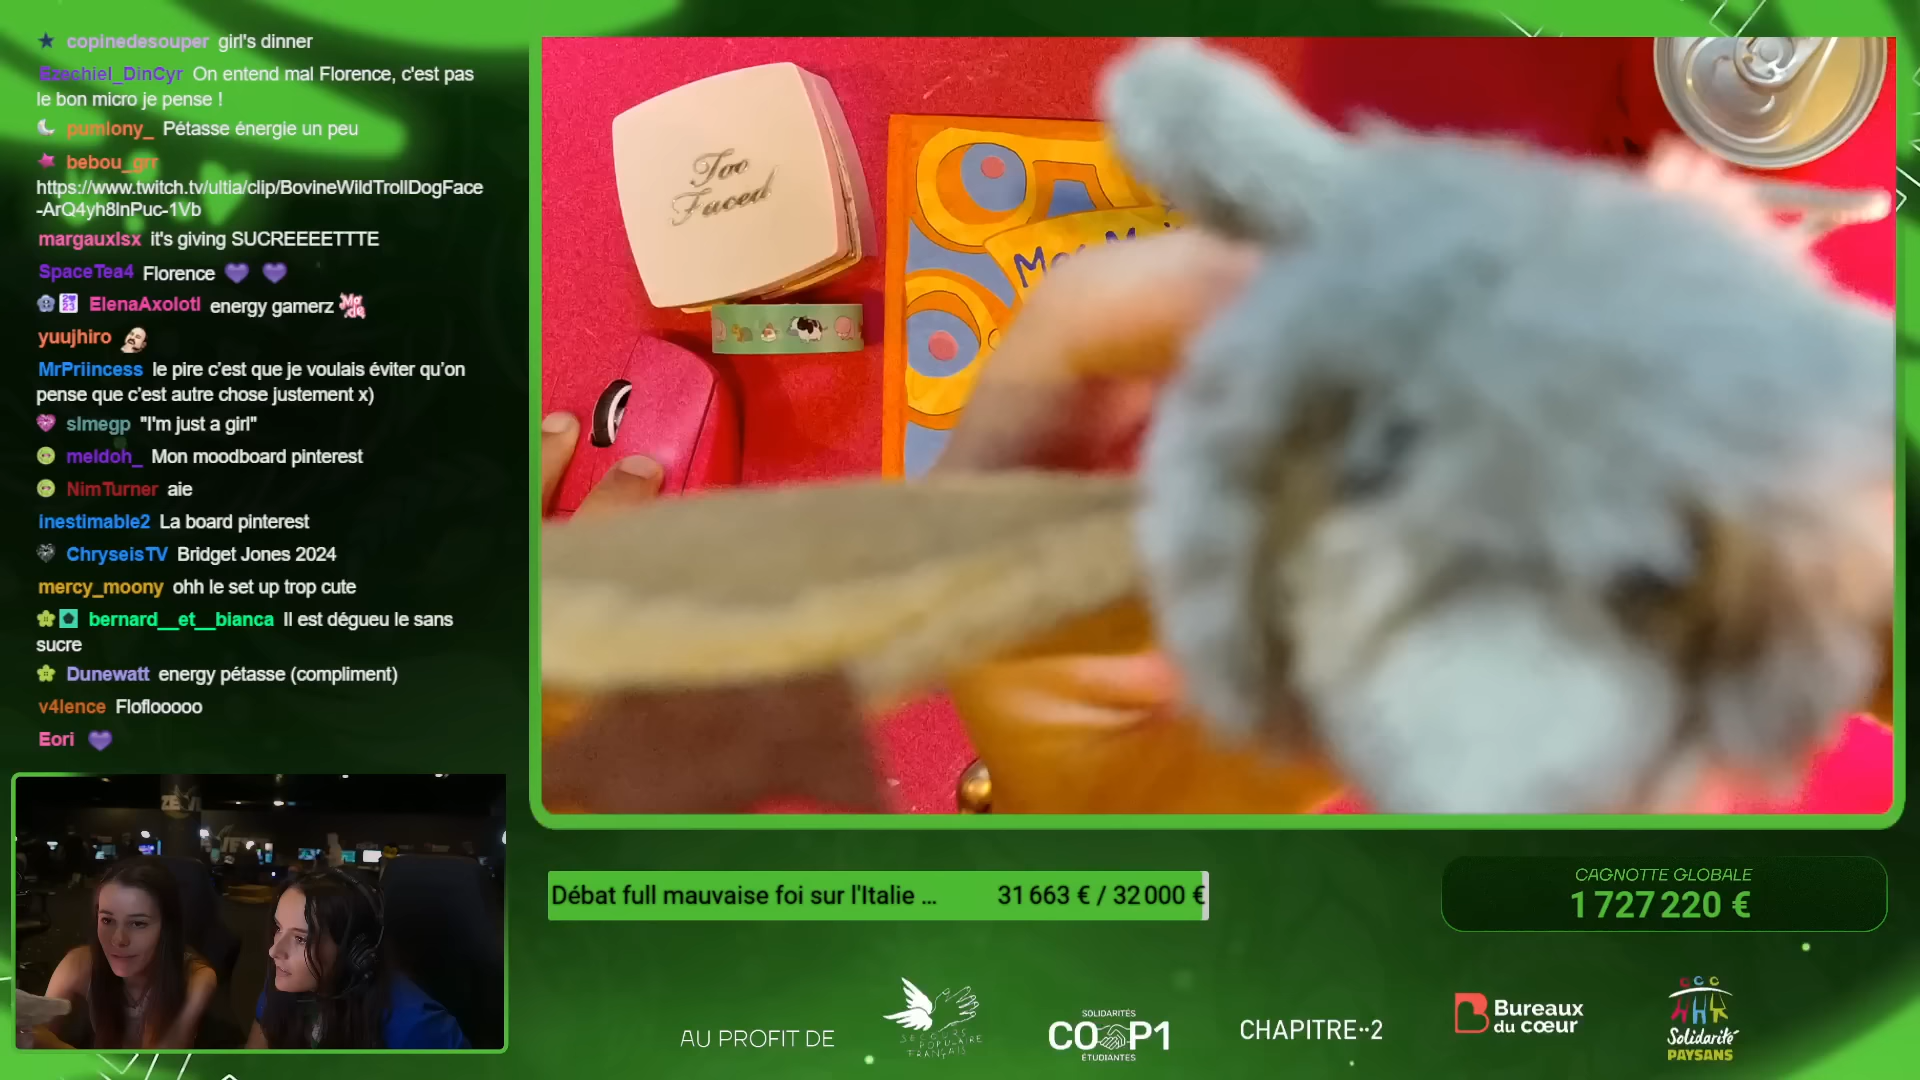 copinedesouper girl's dinner
Ezechiel_DinCyr On entend mal Florence, c'est pas
le bon micro je pense !
pumlony_ Pétasse énergie un peu
bebou_grr
https://www.twitch.tv/ultia/clip/BovineWildTrollDogFace
-ArQ4yh8lnPuc-1Vb
margauxlsx it's giving SUCREEEETTTE
SpaceTea4 Florence
ElenaAxolotl energy gamerz
yuujhiro
MrPriincess le pire c'est que je voulais éviter qu'on
pense que c'est autre chose justement x)
slmegp "I'm just a girl"
meldoh_ Mon moodboard pinterest
NimTurner aie
inestimable2 La board pinterest
ChryseisTV Bridget Jones 2024
mercy_moony ohh le set up trop cute
bernard__et__bianca Il est dégueu le sans
sucre
Dunewatt energy pétasse (compliment)
v4lence Floflooooo
Eori
Too
Faced
Débat full mauvaise foi sur l'Italie ... 31 663 € / 32 000 €
CAGNOTTE GLOBALE
1 727 220 €
AU PROFIT DE
SECOURS
POPULAIRE
FRANÇAIS
SOLIDARITÉS
COP1
ÉTUDIANTES
CHAPITRE··2
Bureaux
du cœur
Solidarité
PAYSANS